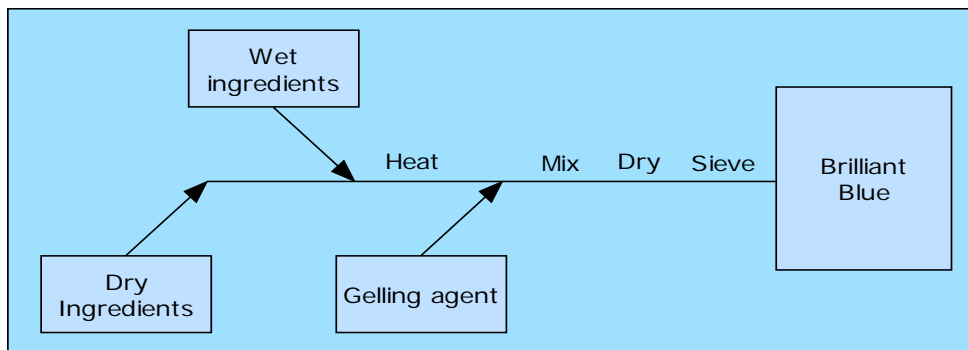 Wet
ingredients
Heat
Mix
Dry
Sieve
Brilliant
Blue
Dry
Ingredients
Gelling agent